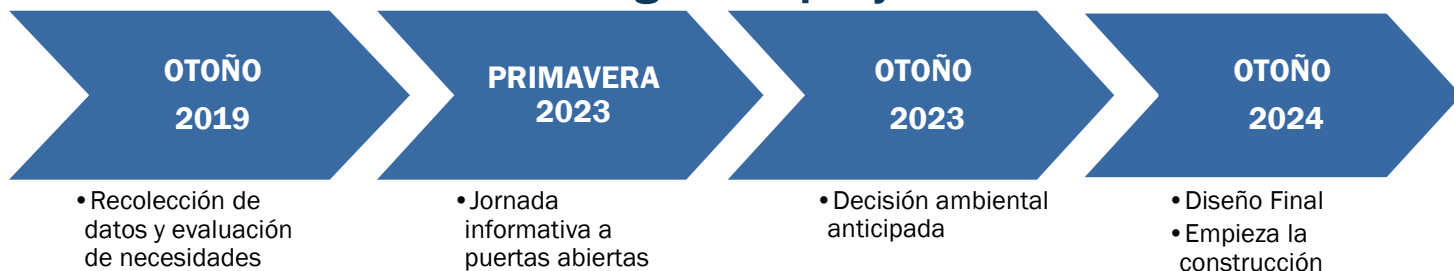 OTOÑO
2019
PRIMAVERA
2023
OTOÑO
2023
OTOÑO
2024
•Recolección de
datos y evaluación
de necesidades
•Jornada
informativa a
puertas abiertas
•Decisión ambiental
anticipada
•Diseño Final
•Empieza la
construcción